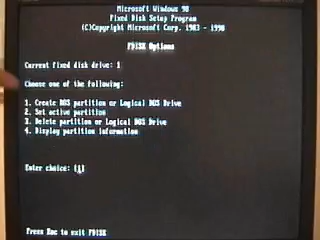 Microsoft Windows 98
Fixed Disk Setup Program
(C)Copyright Microsoft Corp. 1983 - 1998
FDISK Options
Current fixed disk drive: 1
Choose one of the following:
1. Create DOS partition or Logical DOS Drive
2. Set active partition
3. Delete partition or Logical DOS Drive
4. Display partition information
Enter choice: [1]
Press Esc to exit FDISK